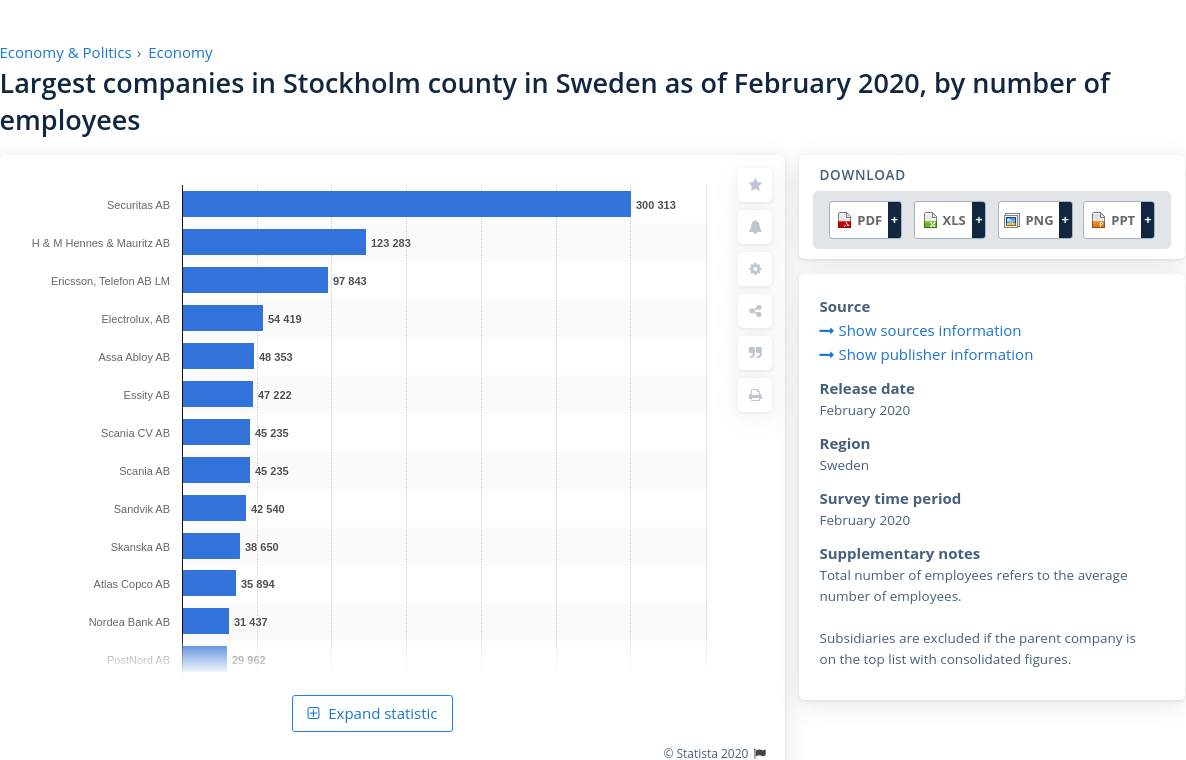 Economy & Politics › Economy
Largest companies in Stockholm county in Sweden as of February 2020, by number of
employees
Securitas AB 300 313
H & M Hennes & Mauritz AB 123 283
Ericsson, Telefon AB LM 97 843
Electrolux, AB 54 419
Assa Abloy AB 48 353
Essity AB 47 222
Scania CV AB 45 235
Scania AB 45 235
Sandvik AB 42 540
Skanska AB 38 650
Atlas Copco AB 35 894
Nordea Bank AB 31 437
PostNord AB 29 962
Expand statistic
© Statista 2020
DOWNLOAD
PDF + XLS + PNG + PPT +
Source
Show sources information
Show publisher information
Release date
February 2020
Region
Sweden
Survey time period
February 2020
Supplementary notes
Total number of employees refers to the average
number of employees.
Subsidiaries are excluded if the parent company is
on the top list with consolidated figures.